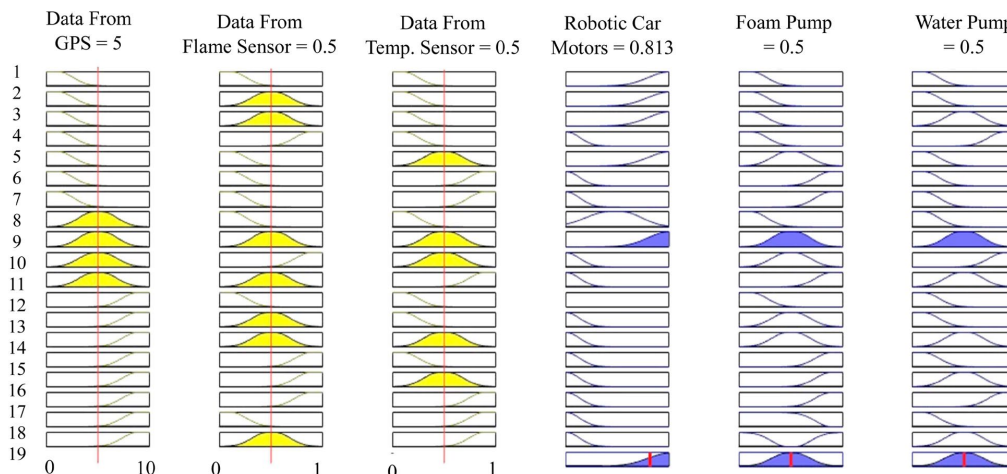 Data From
GPS = 5
Data From
Flame Sensor = 0.5
Data From
Temp. Sensor = 0.5
Robotic Car
Motors = 0.813
Foam Pump
= 0.5
Water Pump
= 0.5
1
2
3
4
5
6
7
8
9
10
11
12
13
14
15
16
17
18
19
0 10
0 1
0 1